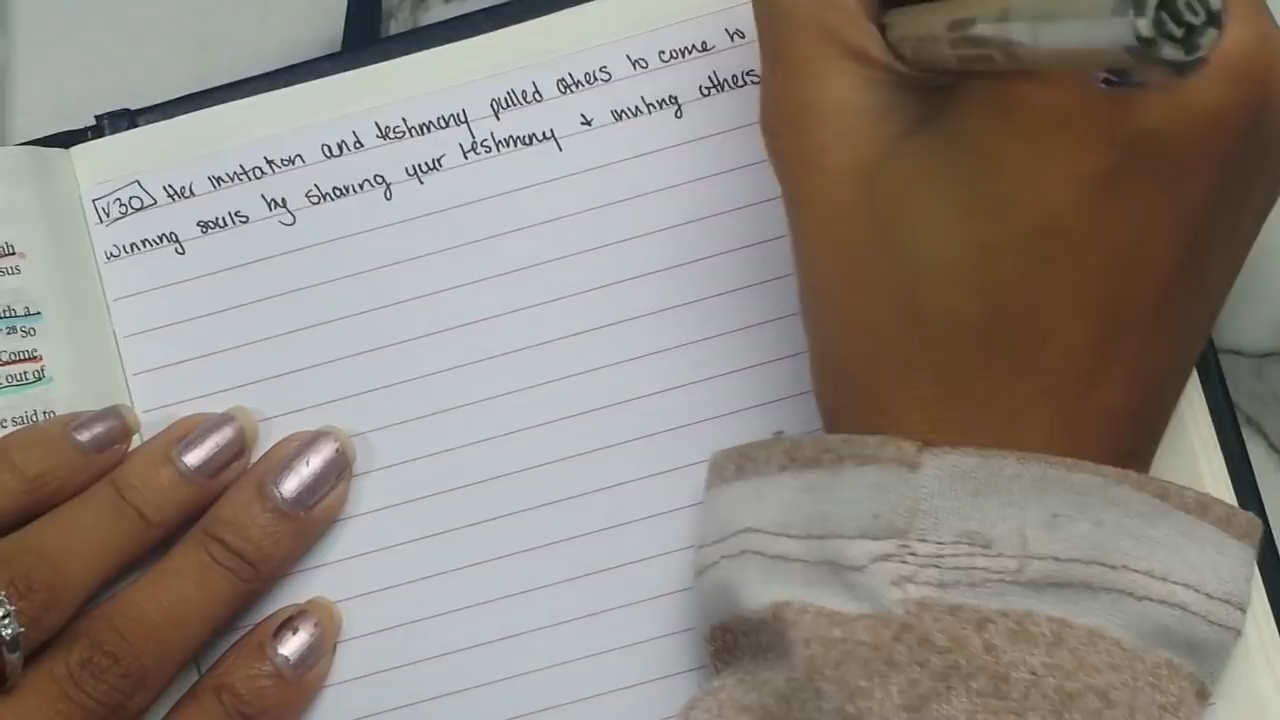 V30 Her invitation and testimony pulled others to come to
winning souls by sharing your testimony + inviting others
ah
sus
th a
28 So
Come,
out of
e said to